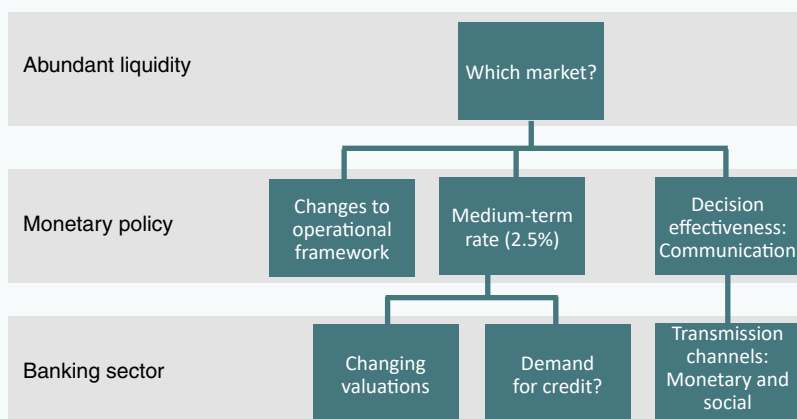 Abundant liquidity
Which market?
Monetary policy
Changes to
operational
framework
Medium-term
rate (2.5%)
Decision
effectiveness:
Communication
Banking sector
Changing
valuations
Demand
for credit?
Transmission
channels:
Monetary and
social